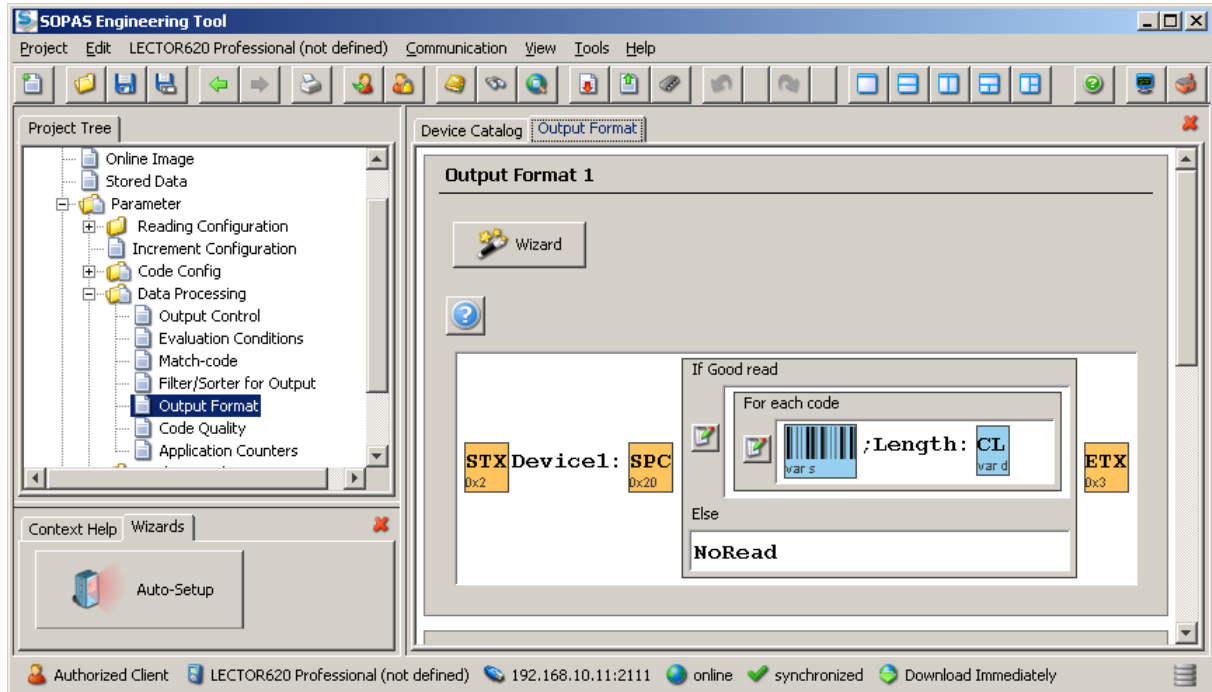 SOPAS Engineering Tool
Project Edit LECTOR620 Professional (not defined) Communication View Tools Help
Project Tree
Online Image
Stored Data
Parameter
Reading Configuration
Increment Configuration
Code Config
Data Processing
Output Control
Evaluation Conditions
Match-code
Filter/Sorter for Output
Output Format
Code Quality
Application Counters
Context Help Wizards
Auto-Setup
Device Catalog Output Format
Output Format 1
Wizard
If Good read
For each code
STX Device1: SPC ;Length: CL ETX
0x2 0x20 var s var d 0x3
Else
NoRead
Authorized Client LECTOR620 Professional (not defined) 192.168.10.11:2111 online synchronized Download Immediately